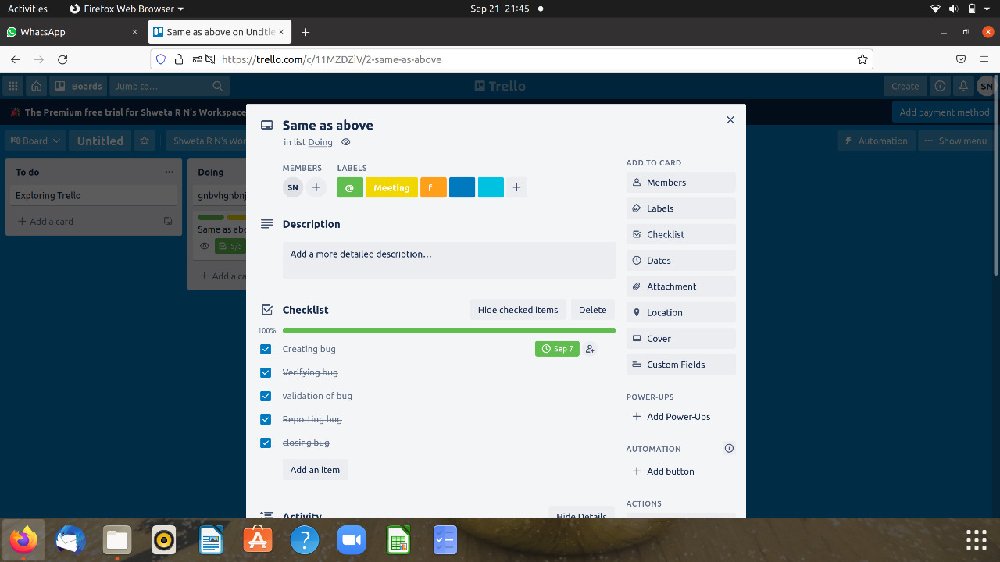 Activities Firefox Web Browser Sep 21 21:45
WhatsApp Same as above on Untitle
https://trello.com/c/11MZDZiV/2-same-as-above
Boards Jump to… Trello Create SN
The Premium free trial for Shweta R N's Workspace Add payment method
Board Untitled Shweta R N's Wor Automation Show menu
To do
Exploring Trello
Add a card
Doing
gnbvhgnbnj
Same as abo
5/5
Add a ca
Same as above
in list Doing
MEMBERS LABELS
SN @ Meeting f
Description
Add a more detailed description…
Checklist Hide checked items Delete
100%
Creating bug Sep 7
Verifying bug
validation of bug
Reporting bug
closing bug
Add an item
Activity Hide Details
ADD TO CARD
Members
Labels
Checklist
Dates
Attachment
Location
Cover
Custom Fields
POWER-UPS
Add Power-Ups
AUTOMATION
Add button
ACTIONS